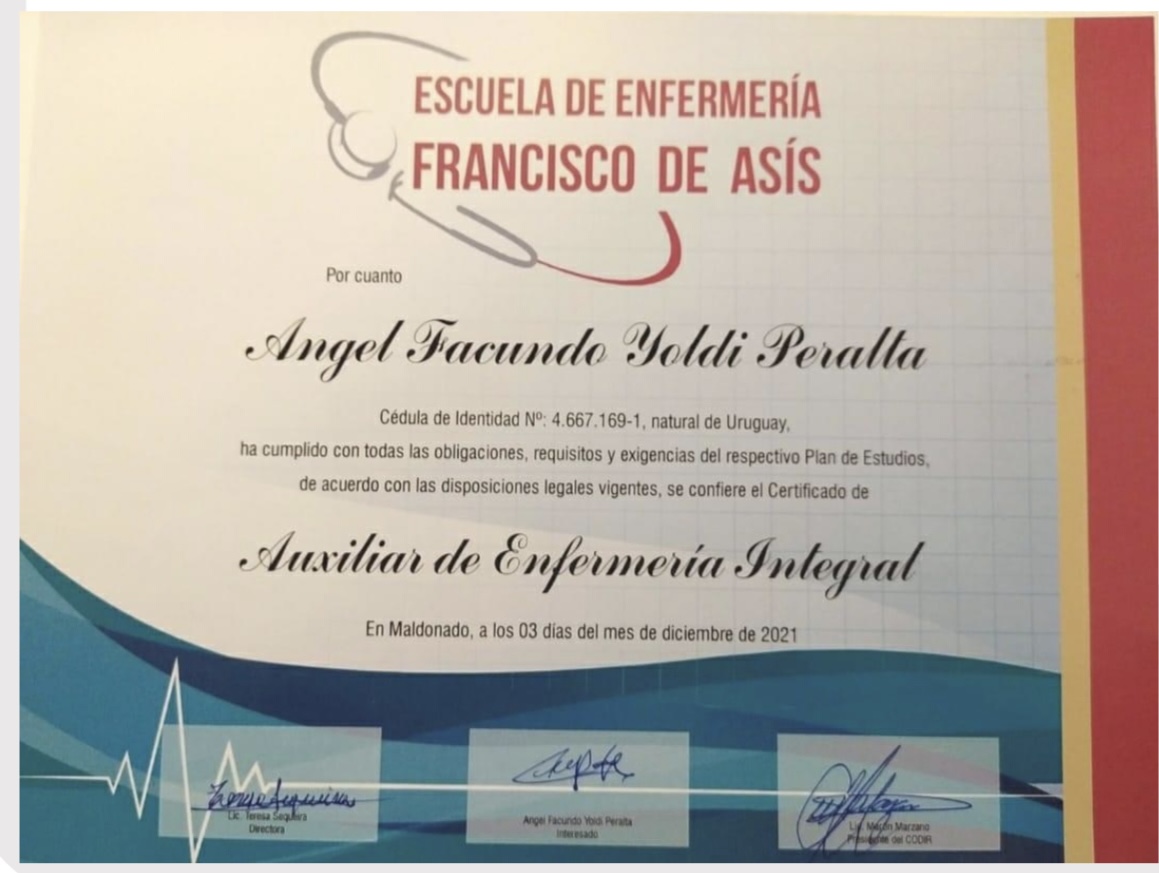 ESCUELA DE ENFERMERÍA
FRANCISCO DE ASÍS
Por cuanto
Angel Facundo Yoldi Peralta
Cédula de Identidad Nº: 4.667.169-1, natural de Uruguay,
ha cumplido con todas las obligaciones, requisitos y exigencias del respectivo Plan de Estudios,
de acuerdo con las disposiciones legales vigentes, se confiere el Certificado de
Auxiliar de Enfermería Integral
En Maldonado, a los 03 días del mes de diciembre de 2021
Lic. Teresa Sequeira
Directora
Angel Facundo Yoldi Peralta
Interesado
Lic. Marzano
Presidente del CODIR